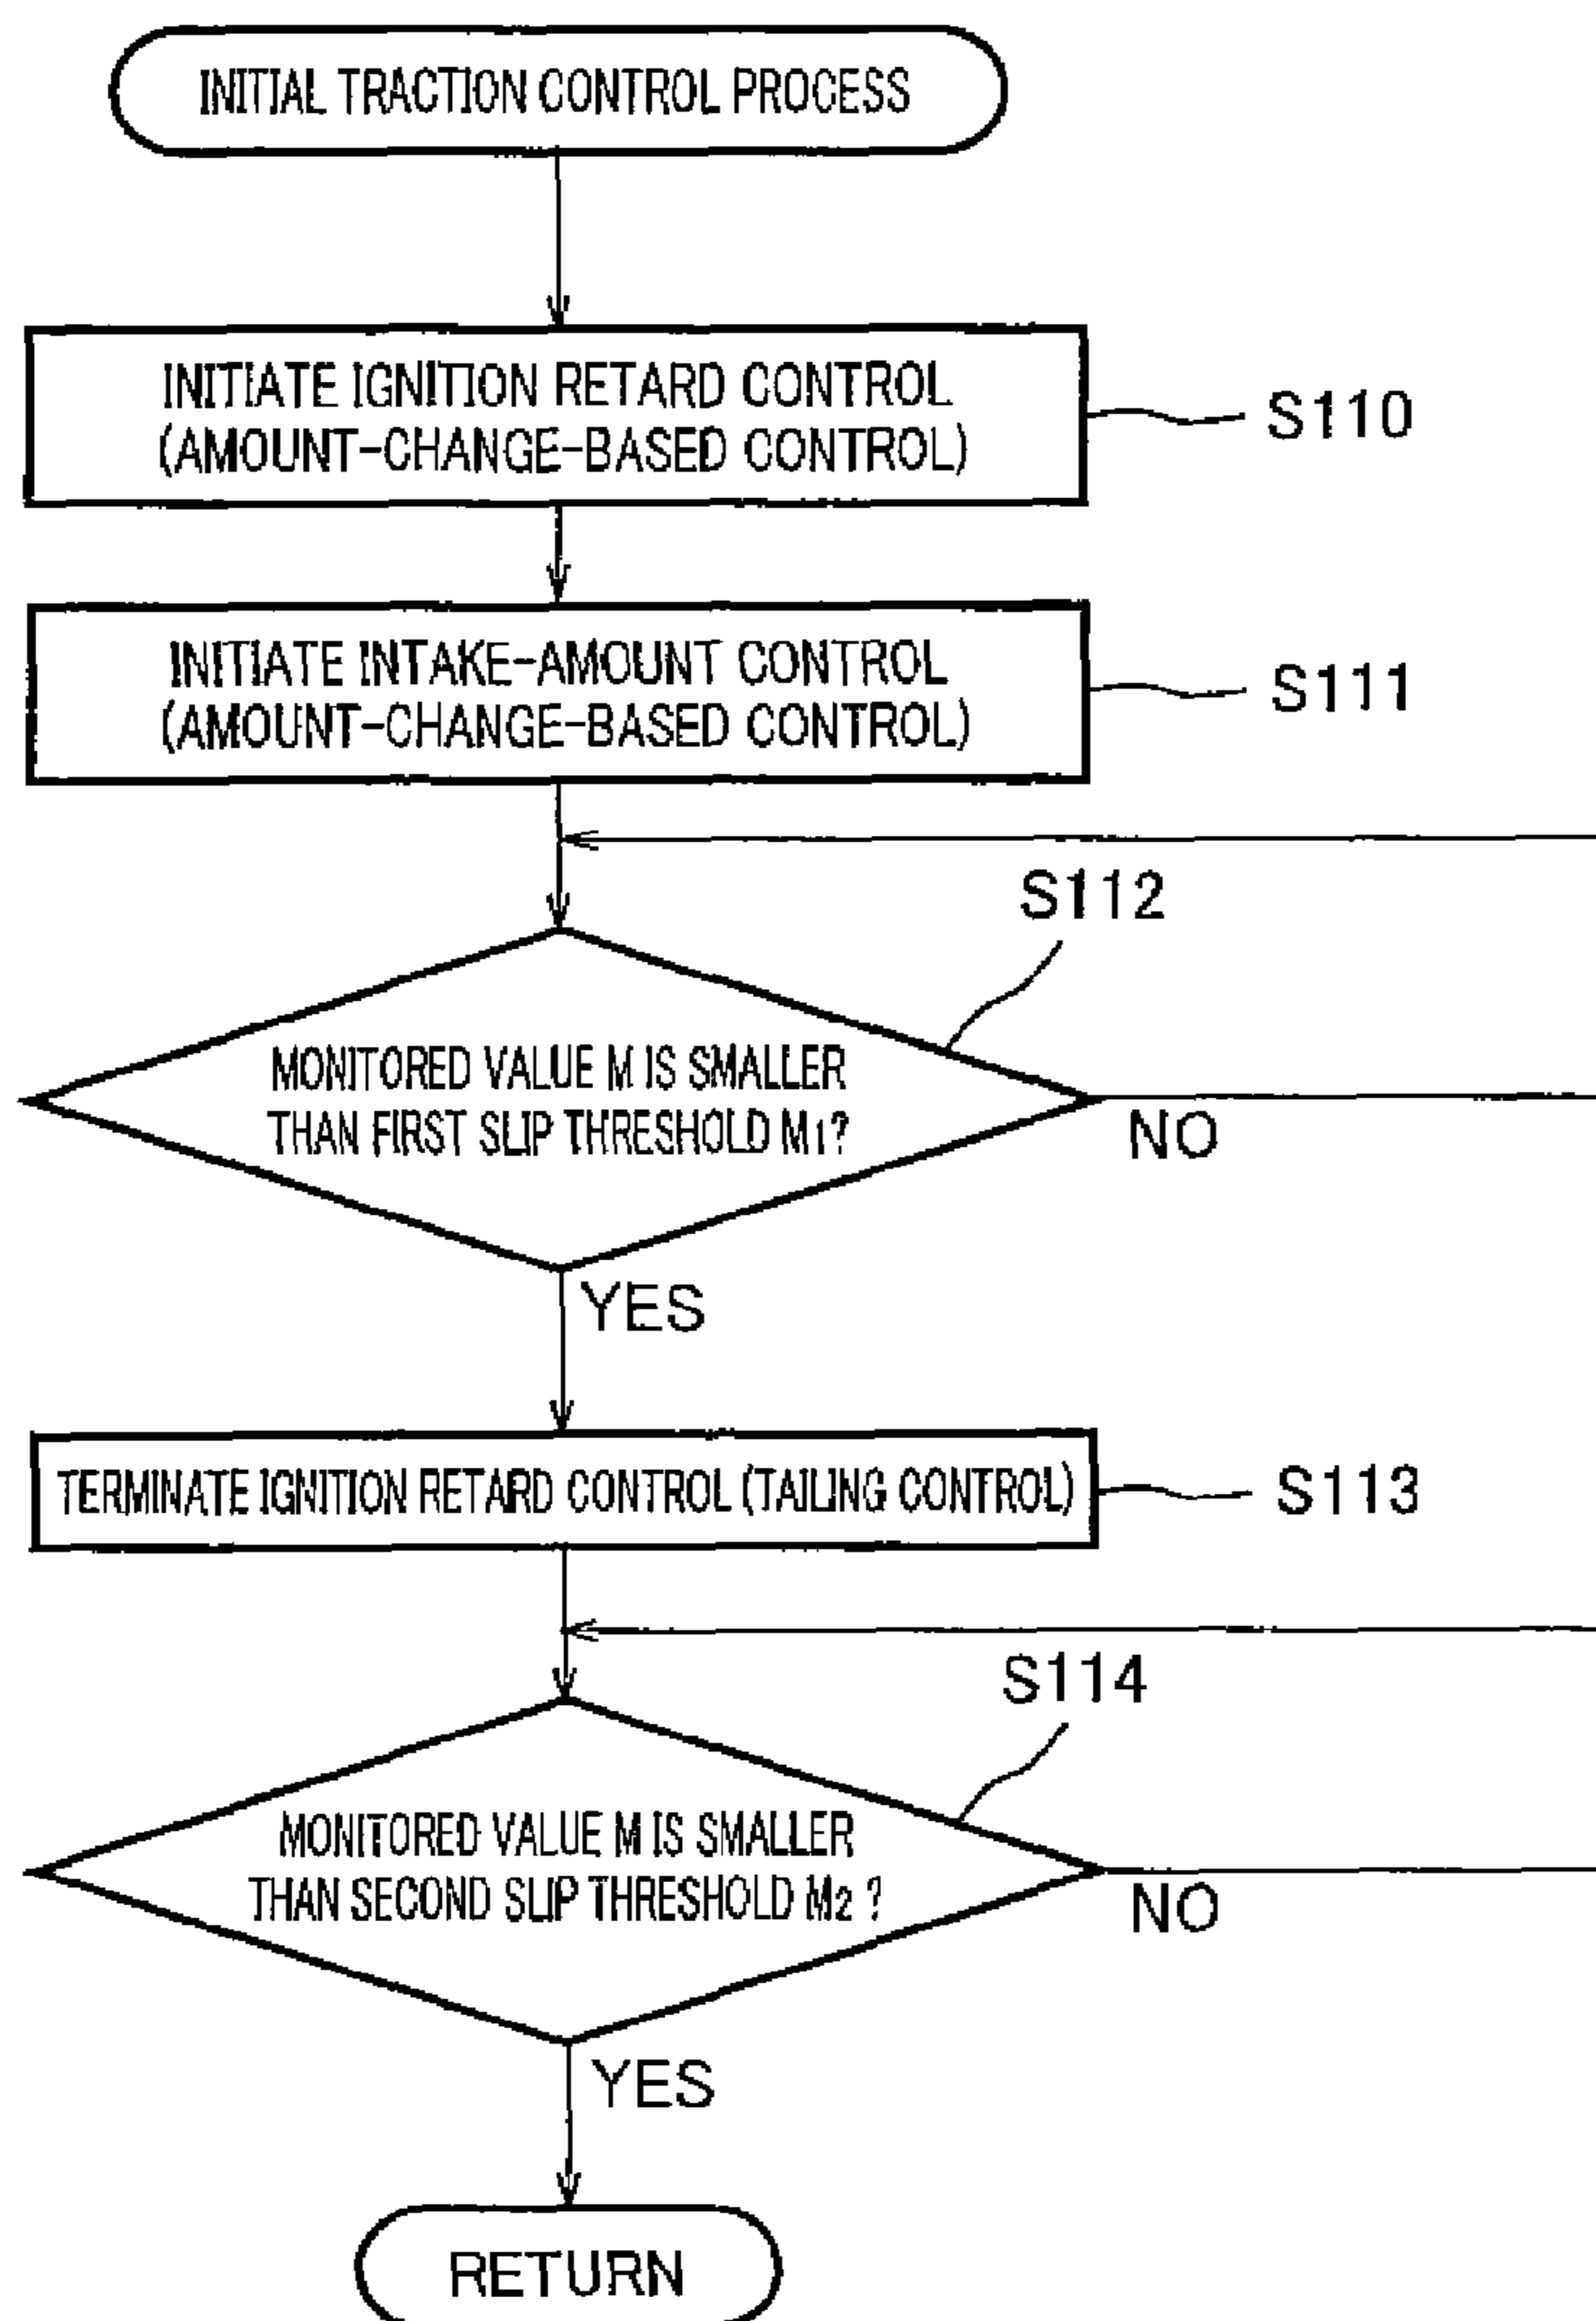 INITIAL TRACTION CONTROL PROCESS
INITIATE IGNITION RETARD CONTROL
(AMOUNT-CHANGE-BASED CONTROL)
S110
INITIATE INTAKE-AMOUNT CONTROL
(AMOUNT-CHANGE-BASED CONTROL)
S111
S112
MONITORED VALUE M IS SMALLER
THAN FIRST SLIP THRESHOLD M1?
NO
YES
TERMINATE IGNITION RETARD CONTROL (TAILING CONTROL)
S113
S114
MONITORED VALUE M IS SMALLER
THAN SECOND SLIP THRESHOLD M2 ?
NO
YES
RETURN